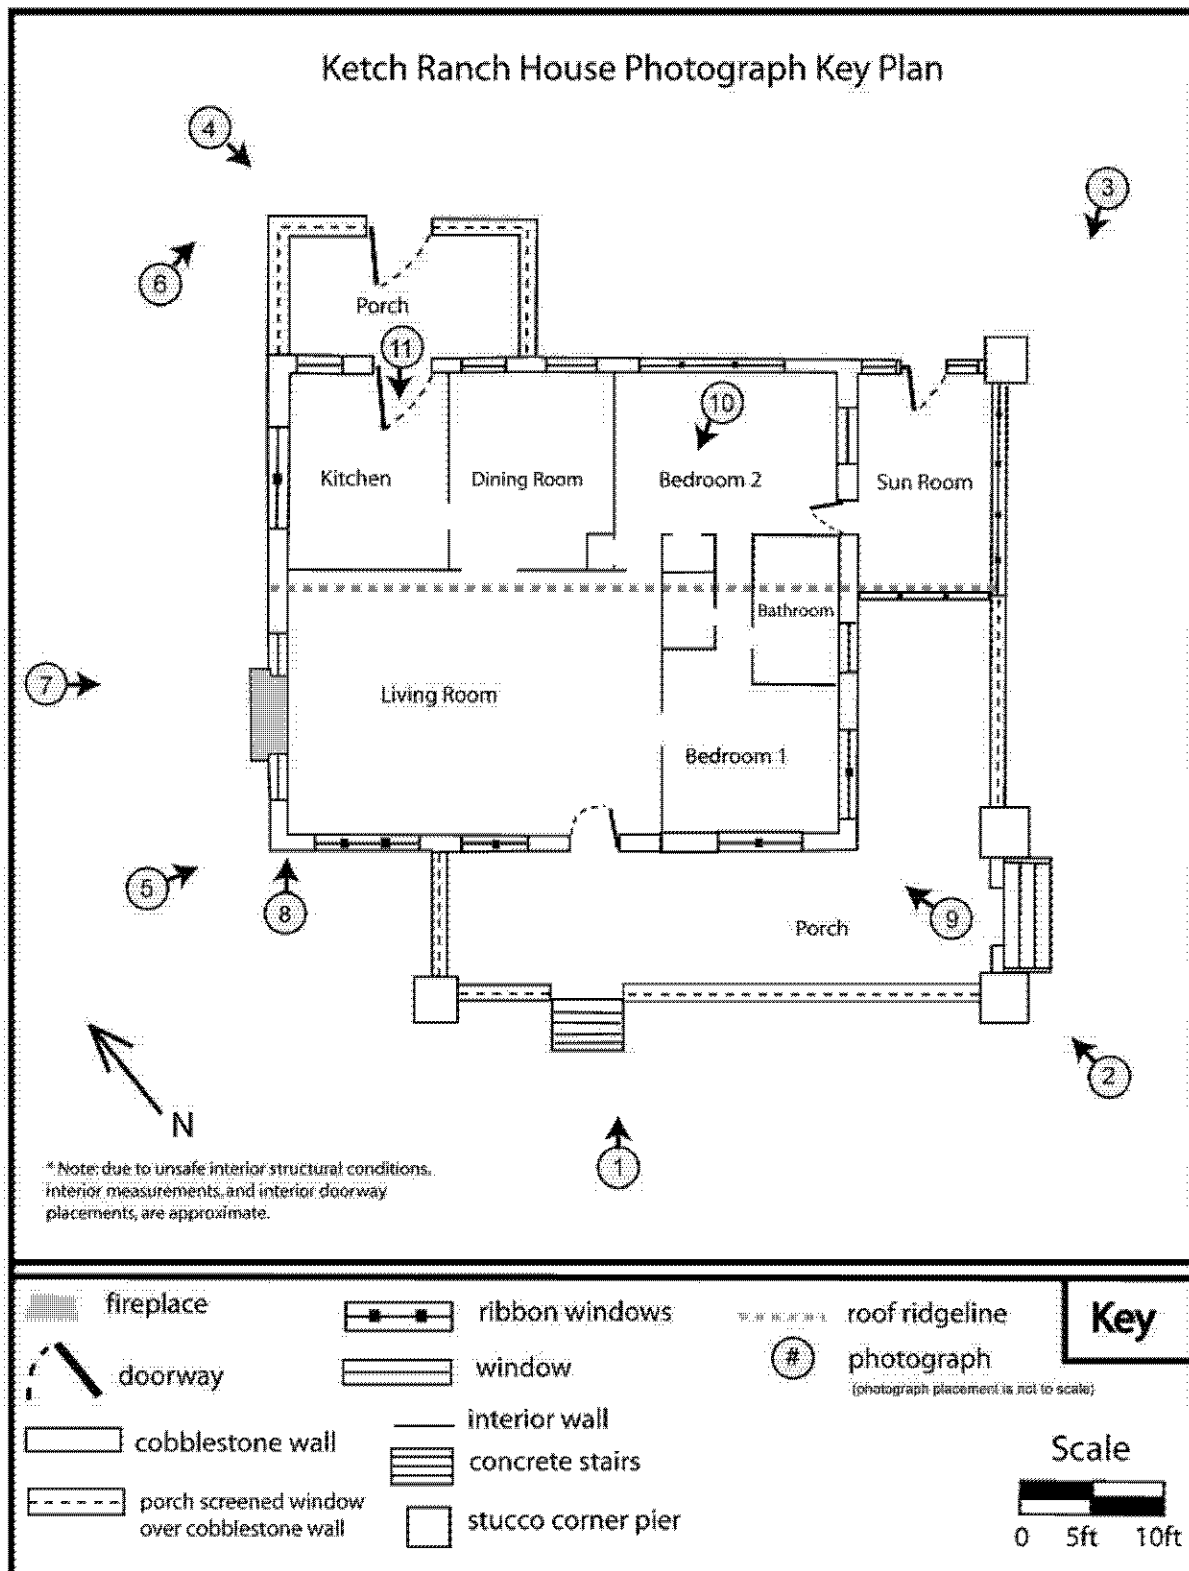 Ketch Ranch House Photograph Key Plan
4
3
6
Porch
11
10
Kitchen
Dining Room
Bedroom 2
Sun Room
Bathroom
7
Living Room
Bedroom 1
5
8
9
Porch
2
N
1
* Note: due to unsafe interior structural conditions,
interior measurements, and interior doorway
placements, are approximate.
fireplace
ribbon windows
roof ridgeline
Key
doorway
window
# photograph
(photograph placement is not to scale)
cobblestone wall
interior wall
concrete stairs
Scale
porch screened window
over cobblestone wall
stucco corner pier
0 5ft 10ft